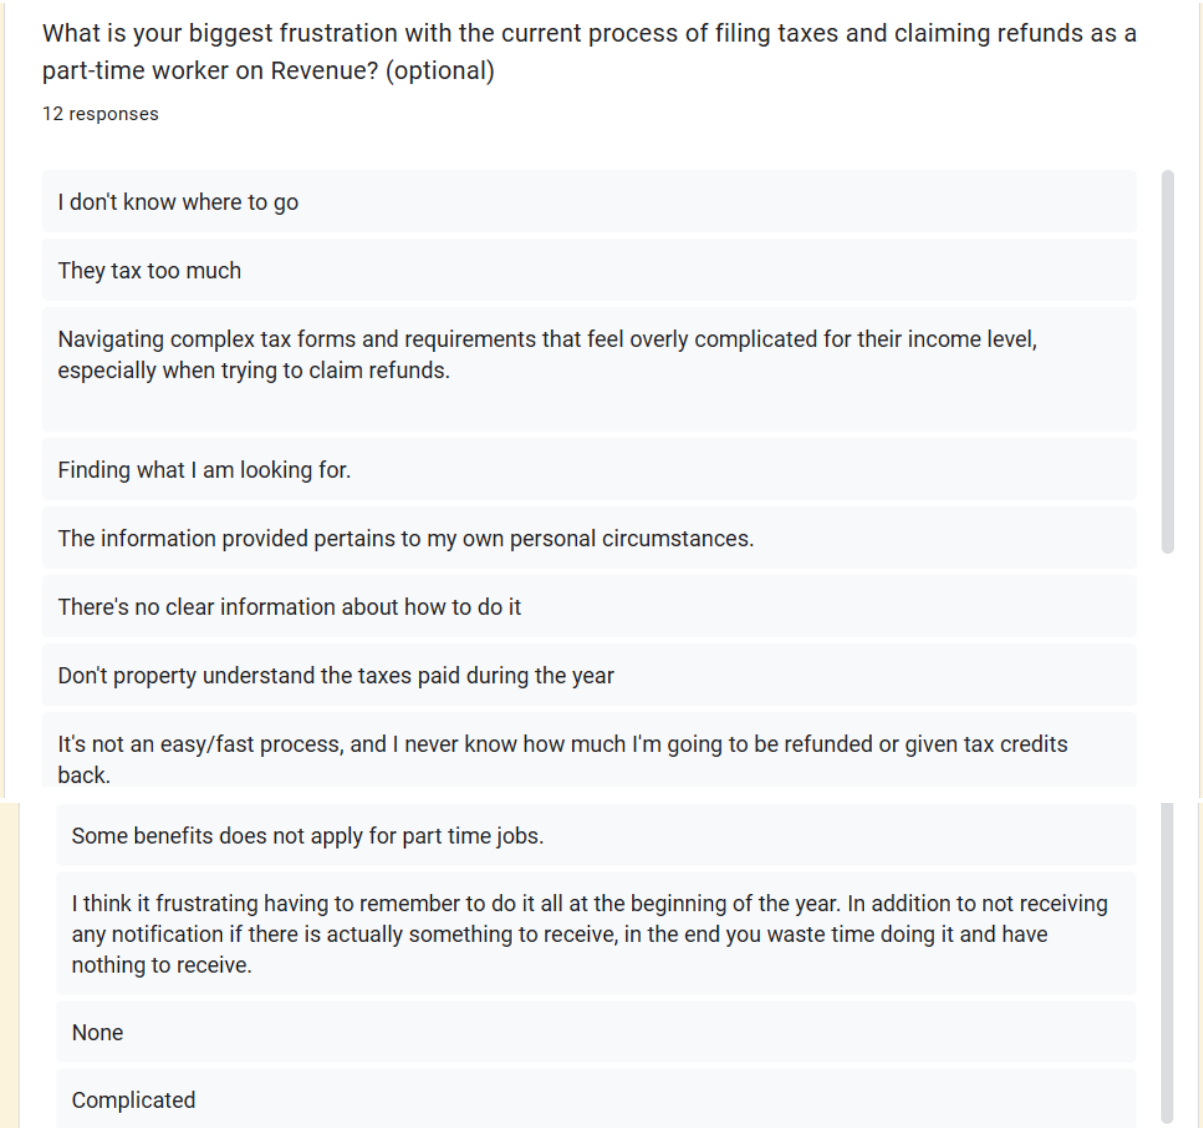 What is your biggest frustration with the current process of filing taxes and claiming refunds as a
part-time worker on Revenue? (optional)
12 responses
I don't know where to go
They tax too much
Navigating complex tax forms and requirements that feel overly complicated for their income level,
especially when trying to claim refunds.
Finding what I am looking for.
The information provided pertains to my own personal circumstances.
There's no clear information about how to do it
Don't property understand the taxes paid during the year
It's not an easy/fast process, and I never know how much I'm going to be refunded or given tax credits
back.
Some benefits does not apply for part time jobs.
I think it frustrating having to remember to do it all at the beginning of the year. In addition to not receiving
any notification if there is actually something to receive, in the end you waste time doing it and have
nothing to receive.
None
Complicated